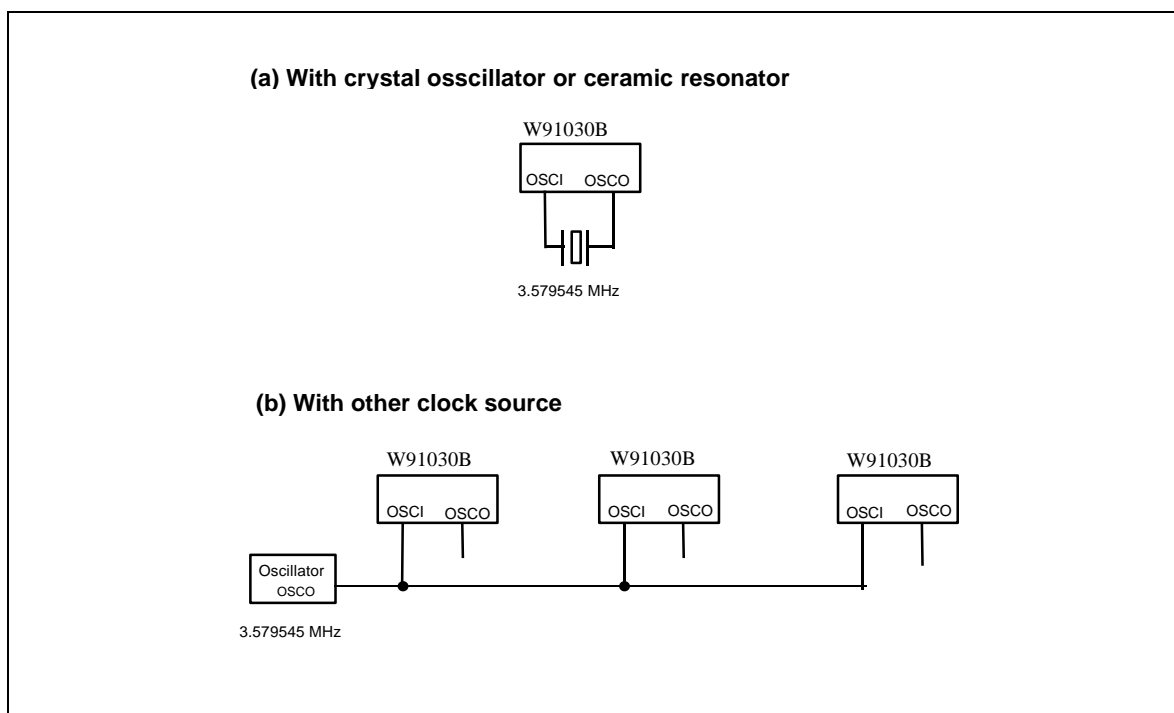 (a) With crystal osscillator or ceramic resonator
W91030B
OSCI OSCO
3.579545 MHz
(b) With other clock source
W91030B W91030B W91030B
OSCI OSCO OSCI OSCO OSCI OSCO
Oscillator
OSCO
3.579545 MHz